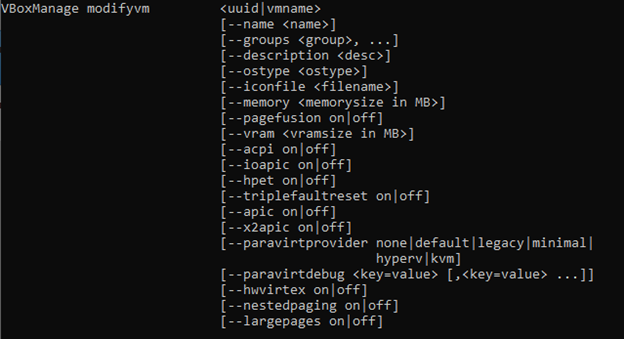 VBoxManage modifyvm <uuid|vmname>
[--name <name>]
[--groups <group>, ...]
[--description <desc>]
[--ostype <ostype>]
[--iconfile <filename>]
[--memory <memorysize in MB>]
[--pagefusion on|off]
[--vram <vramsize in MB>]
[--acpi on|off]
[--ioapic on|off]
[--hpet on|off]
[--triplefaultreset on|off]
[--apic on|off]
[--x2apic on|off]
[--paravirtprovider none|default|legacy|minimal|
hyperv|kvm]
[--paravirtdebug <key=value> [,<key=value> ...]]
[--hwvirtex on|off]
[--nestedpaging on|off]
[--largepages on|off]